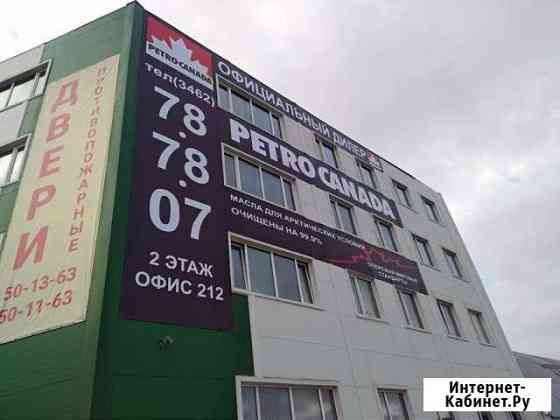 PETRO-CANADA
тел(3462)
78.
78.
07
2 ЭТАЖ
ОФИС 212
ОФИЦИАЛЬНЫЙ ДИЛЕР
PETRO CANADA
МАСЛА ДЛЯ АРКТИЧЕСКИХ УСЛОВИЙ
ОЧИЩЕНЫ НА 99,9%
СТАНДАРТЫ
ДВЕРИ
ПРОТИВОПОЖАРНЫЕ
50-13-63
50-11-63
Интернет-
Кабинет.Ру